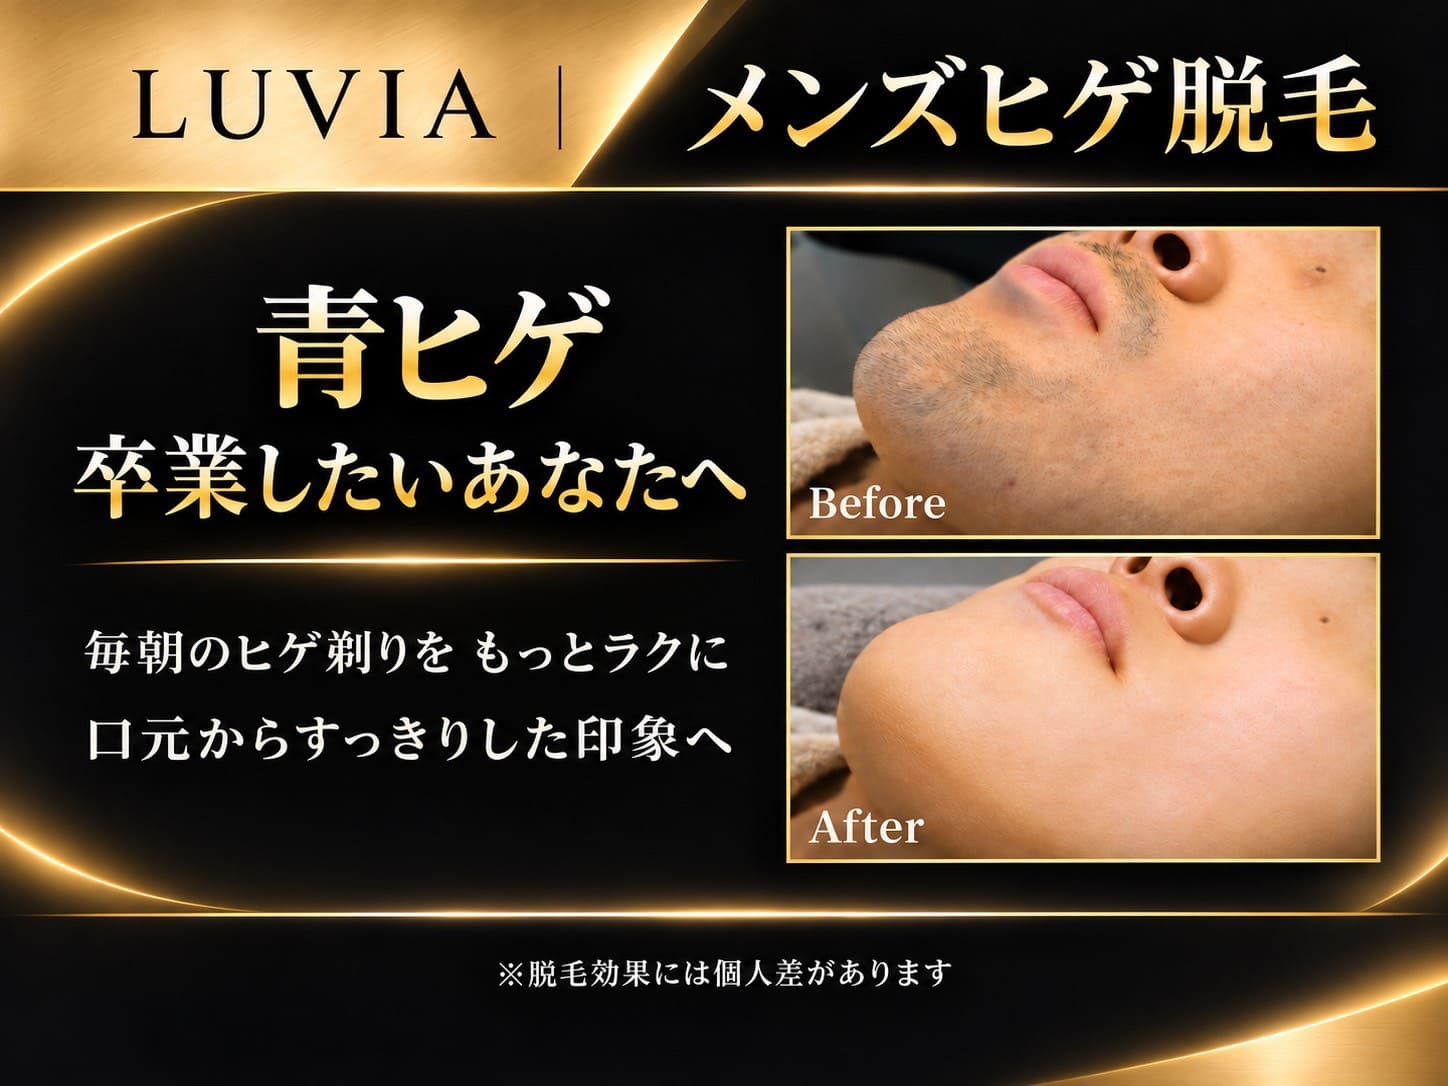 LUVIA |
メンズヒゲ脱毛
青ヒゲ
卒業したいあなたへ
毎朝のヒゲ剃りを もっとラクに
口元からすっきりした印象へ
Before
After
※脱毛効果には個人差があります